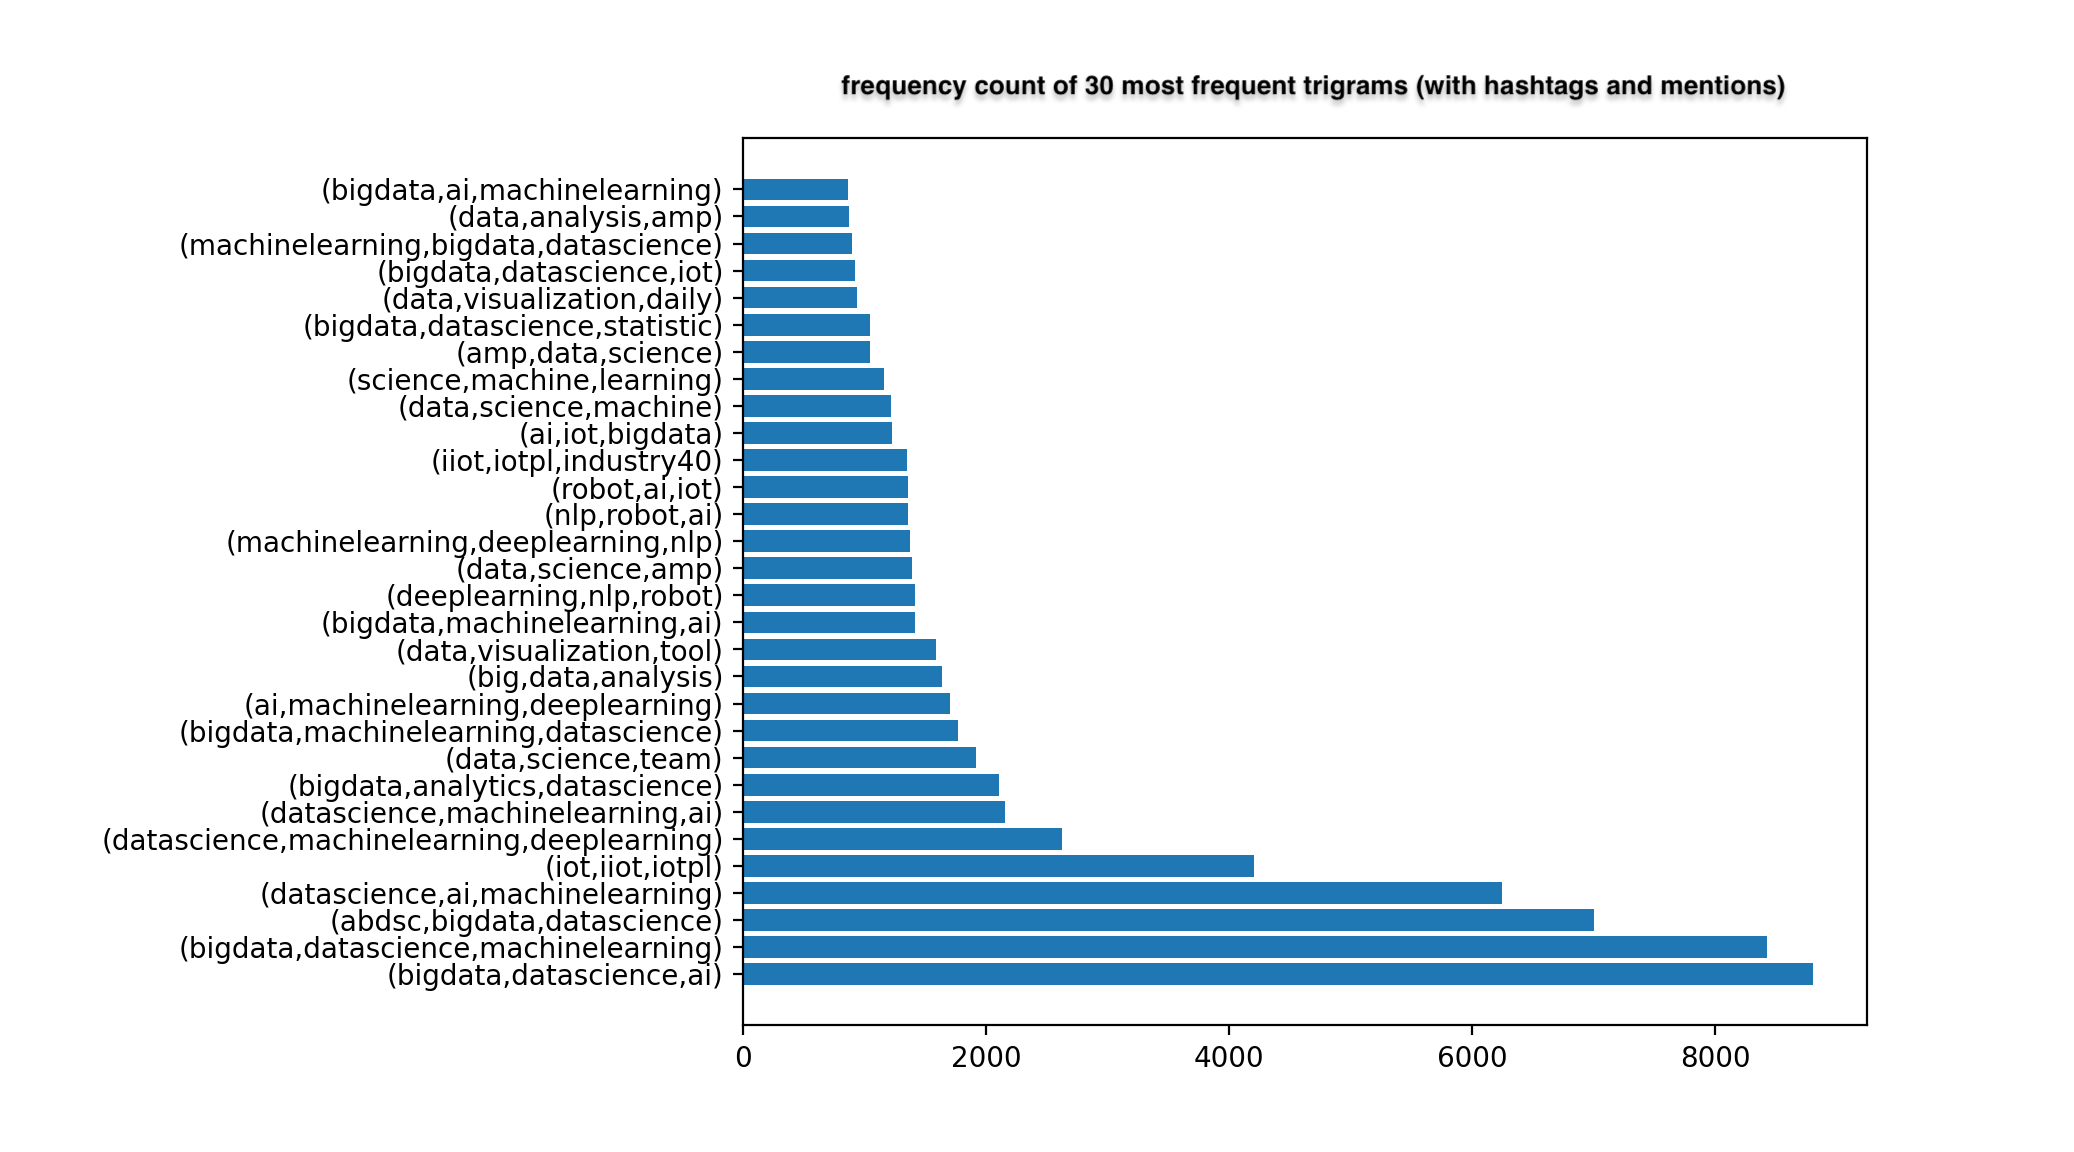 frequency count of 30 most frequent trigrams (with hashtags and mentions)
(bigdata,ai,machinelearning)
(data,analysis,amp)
(machinelearning,bigdata,datascience)
(bigdata,datascience,iot)
(data,visualization,daily)
(bigdata,datascience,statistic)
(amp,data,science)
(science,machine,learning)
(data,science,machine)
(ai,iot,bigdata)
(iiot,iotpl,industry40)
(robot,ai,iot)
(nlp,robot,ai)
(machinelearning,deeplearning,nlp)
(data,science,amp)
(deeplearning,nlp,robot)
(bigdata,machinelearning,ai)
(data,visualization,tool)
(big,data,analysis)
(ai,machinelearning,deeplearning)
(bigdata,machinelearning,datascience)
(data,science,team)
(bigdata,analytics,datascience)
(datascience,machinelearning,ai)
(datascience,machinelearning,deeplearning)
(iot,iiot,iotpl)
(datascience,ai,machinelearning)
(abdsc,bigdata,datascience)
(bigdata,datascience,machinelearning)
(bigdata,datascience,ai)
0 2000 4000 6000 8000